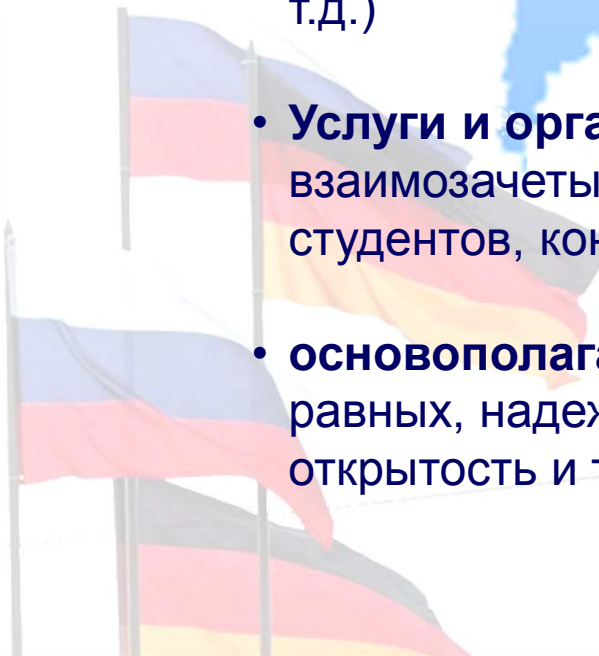 т.д.)
• Услуги и орга
взаимозачеты
студентов, кон
• основополага
равных, надеж
открытость и т